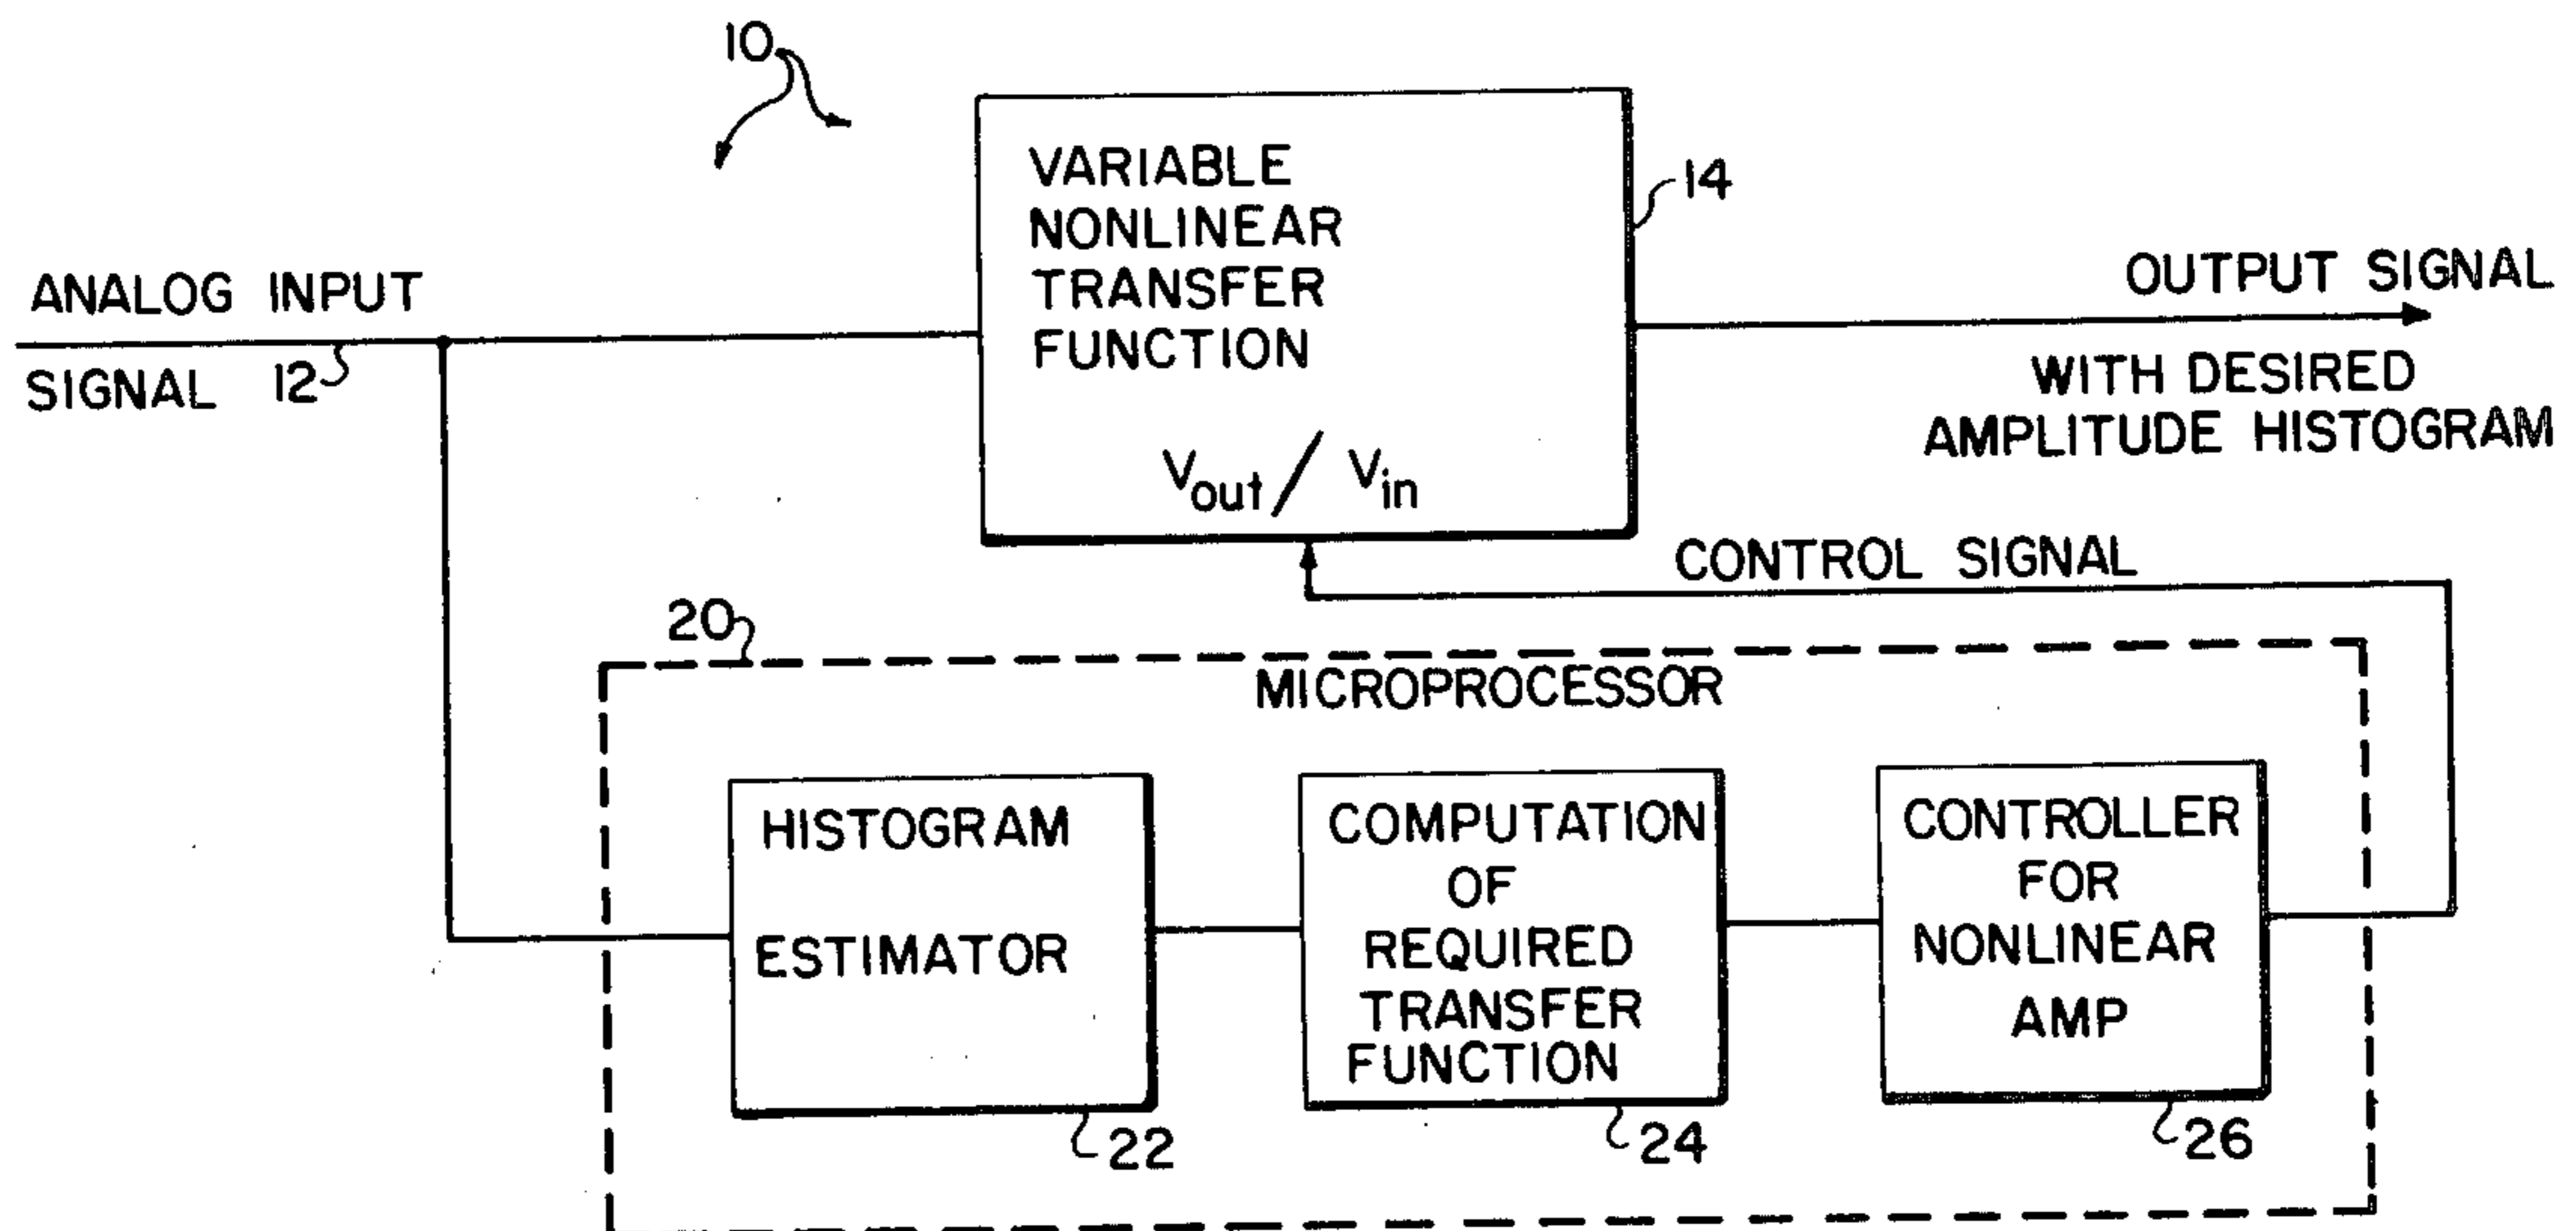 10
VARIABLE
NONLINEAR
TRANSFER
FUNCTION
Vout / Vin
14
ANALOG INPUT
SIGNAL 12
OUTPUT SIGNAL
WITH DESIRED
AMPLITUDE HISTOGRAM
CONTROL SIGNAL
20
MICROPROCESSOR
HISTOGRAM
ESTIMATOR
22
COMPUTATION
OF
REQUIRED
TRANSFER
FUNCTION
24
CONTROLLER
FOR
NONLINEAR
AMP
26